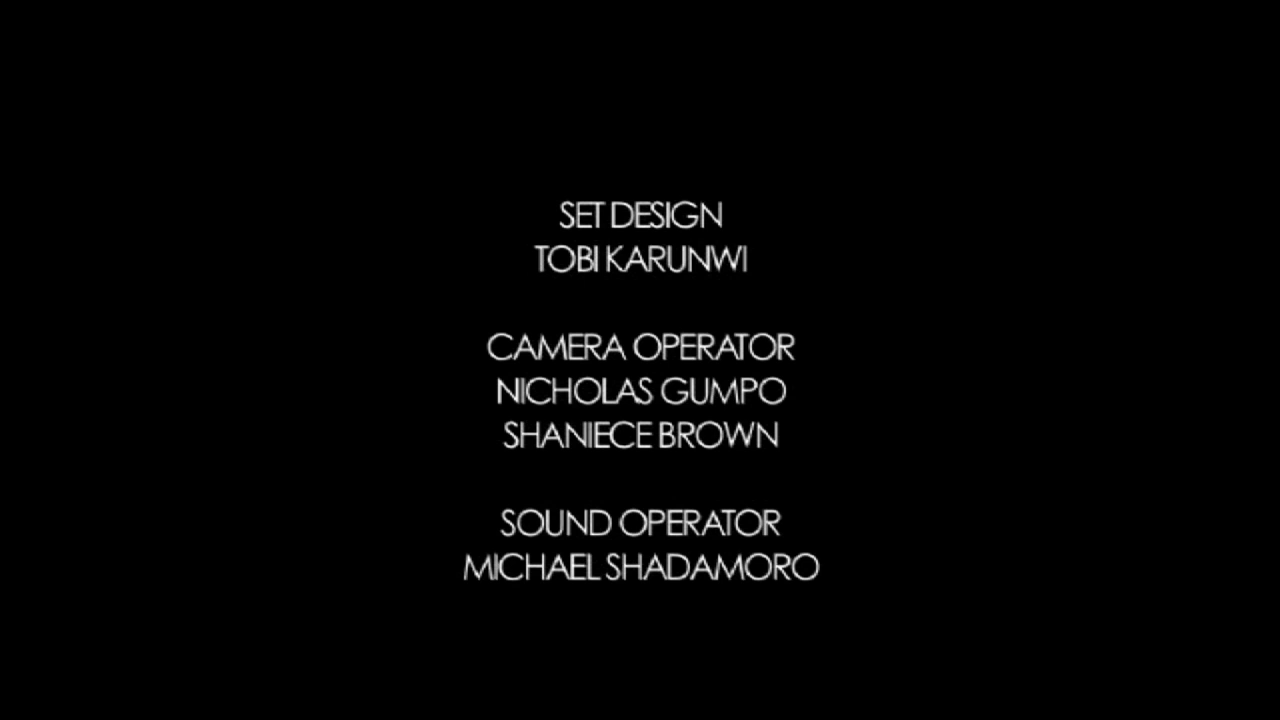 SET DESIGN
TOBI KARUNWI
CAMERA OPERATOR
NICHOLAS GUMPO
SHANIECE BROWN
SOUND OPERATOR
MICHAEL SHADAMORO